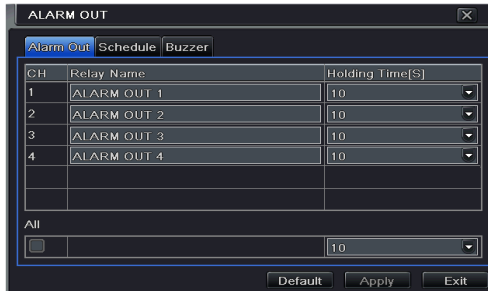 ALARM OUT
Alarm Out Schedule Buzzer
CH Relay Name Holding Time[S]
1 ALARM OUT 1 10
2 ALARM OUT 2 10
3 ALARM OUT 3 10
4 ALARM OUT 4 10
All
10
Default Apply Exit